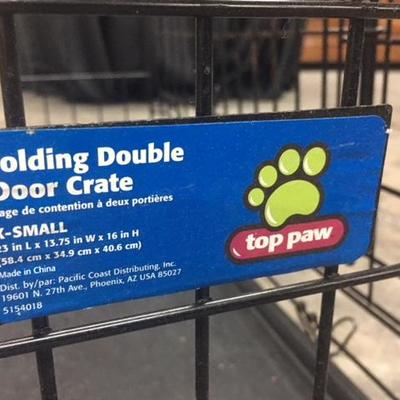 olding Double
Door Crate
age de contention à deux portières
X-SMALL
23 in L x 13.75 in W x 16 in H
(58.4 cm x 34.9 cm x 40.6 cm)
Made in China
Dist. by/par: Pacific Coast Distributing, Inc.
19601 N. 27th Ave., Phoenix, AZ USA 85027
5154018
top paw